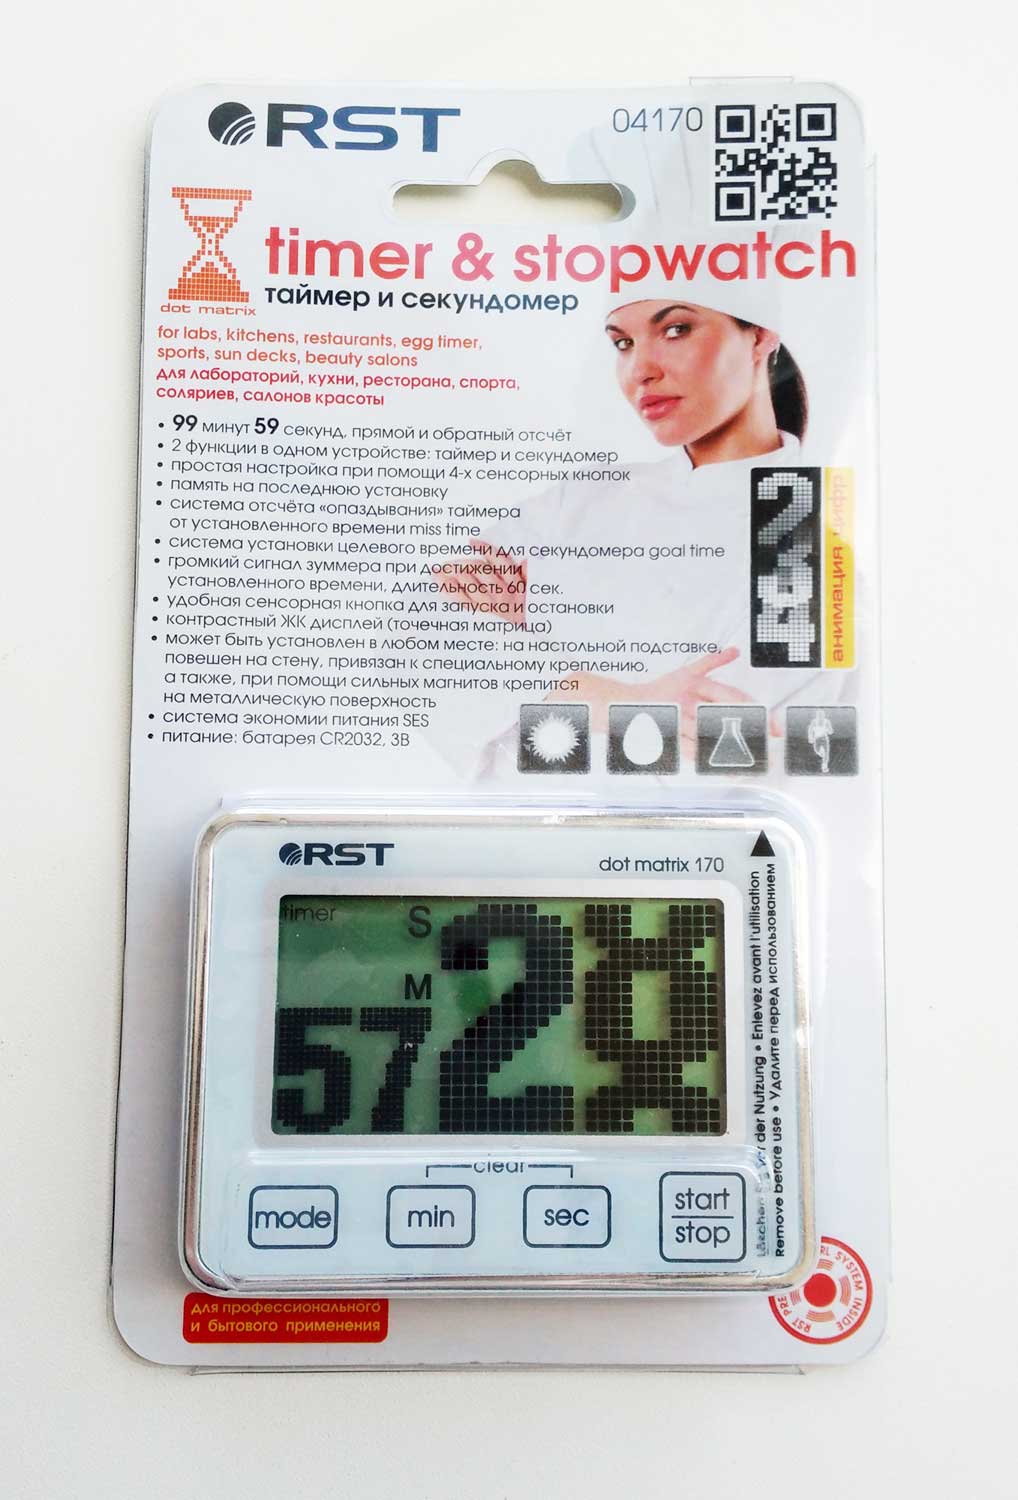 RST
04170
timer & stopwatch
таймер и секундомер
dot matrix
for labs, kitchens, restaurants, egg timer,
sports, sun decks, beauty salons
для лабораторий, кухни, ресторана, спорта,
соляриев, салонов красоты
• 99 минут 59 секунд, прямой и обратный отсчёт
• 2 функции в одном устройстве: таймер и секундомер
• простая настройка при помощи 4-х сенсорных кнопок
• память на последнюю установку
• система отсчёта «опаздывания» таймера
от установленного времени miss time
• система установки целевого времени для секундомера goal time
• громкий сигнал зуммера при достижении
установленного времени, длительность 60 сек.
• удобная сенсорная кнопка для запуска и остановки
• контрастный ЖК дисплей (точечная матрица)
• может быть установлен в любом месте: на настольной подставке,
повешен на стену, привязан к специальному креплению,
а также, при помощи сильных магнитов крепится
на металлическую поверхность
• система экономии питания SES
• питание: батарея CR2032, 3В
анимация цифр
RST
dot matrix 170
timer
S
M
57
2
clear
mode
min
sec
start
stop
der Nutzung • Enlevez avant l'utilisation
Remove before use • Удалите перед использованием
для профессионального
и бытового применения
SYSTEM INSIDE
RST